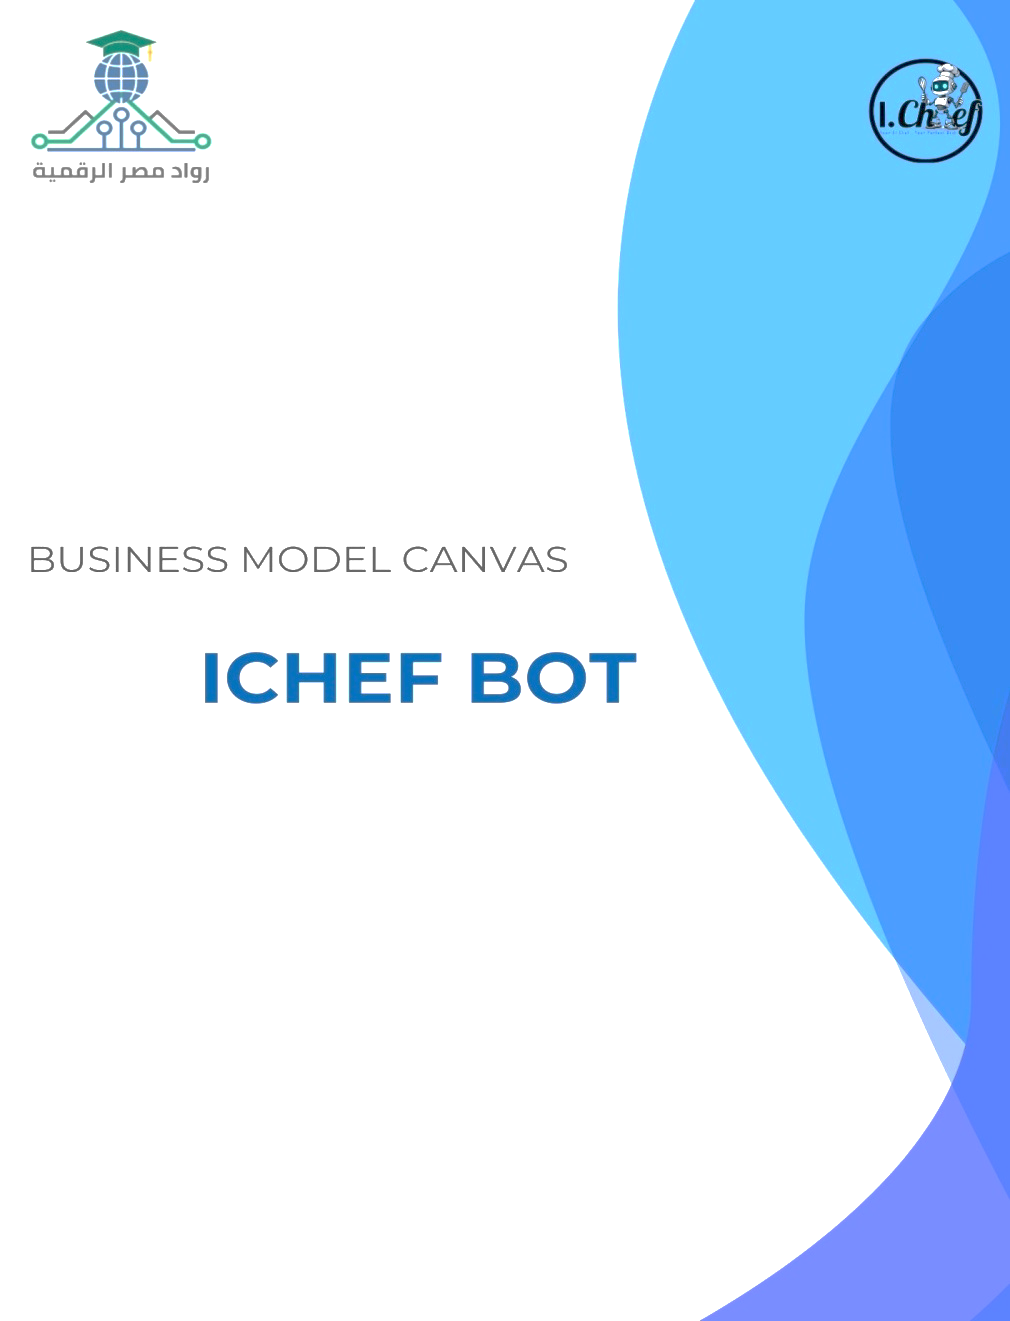 رواد مصر الرقمية
I.Chef
BUSINESS MODEL CANVAS
ICHEF BOT